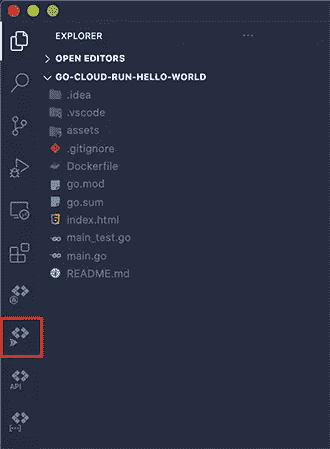 EXPLORER
OPEN EDITORS
GO-CLOUD-RUN-HELLO-WORLD
.idea
.vscode
assets
.gitignore
Dockerfile
go.mod
go.sum
index.html
main_test.go
main.go
README.md
API